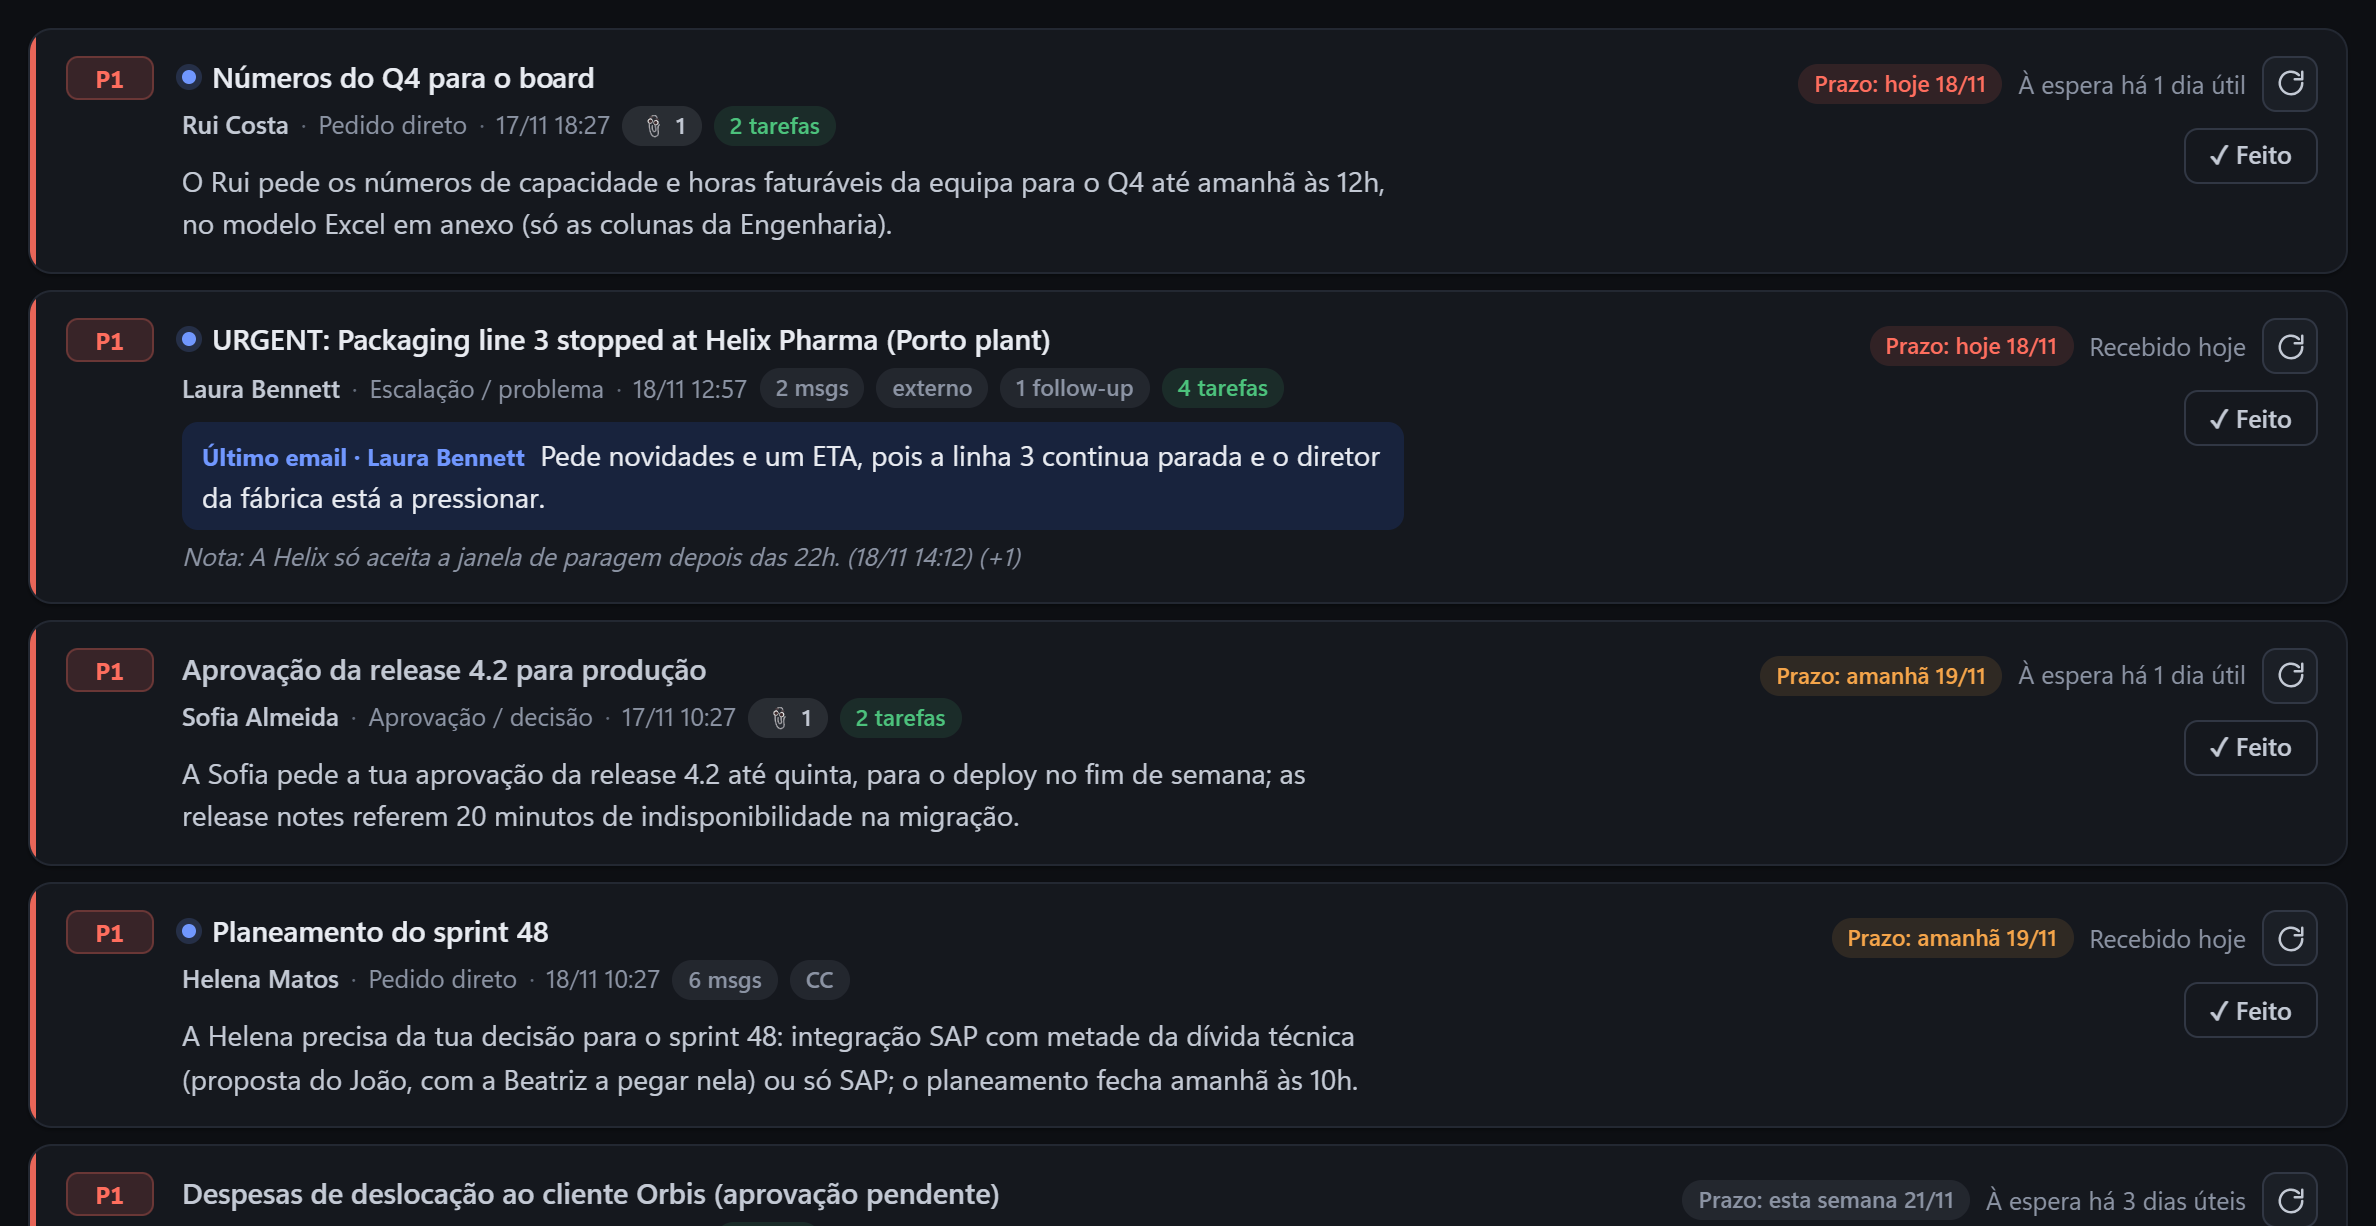 P1 Números do Q4 para o board Prazo: hoje 18/11 À espera há 1 dia útil
Rui Costa · Pedido direto · 17/11 18:27 1 2 tarefas
✓ Feito
O Rui pede os números de capacidade e horas faturáveis da equipa para o Q4 até amanhã às 12h,
no modelo Excel em anexo (só as colunas da Engenharia).
P1 URGENT: Packaging line 3 stopped at Helix Pharma (Porto plant) Prazo: hoje 18/11 Recebido hoje
Laura Bennett · Escalação / problema · 18/11 12:57 2 msgs externo 1 follow-up 4 tarefas
✓ Feito
Último email · Laura Bennett Pede novidades e um ETA, pois a linha 3 continua parada e o diretor
da fábrica está a pressionar.
Nota: A Helix só aceita a janela de paragem depois das 22h. (18/11 14:12) (+1)
P1 Aprovação da release 4.2 para produção Prazo: amanhã 19/11 À espera há 1 dia útil
Sofia Almeida · Aprovação / decisão · 17/11 10:27 1 2 tarefas
✓ Feito
A Sofia pede a tua aprovação da release 4.2 até quinta, para o deploy no fim de semana; as
release notes referem 20 minutos de indisponibilidade na migração.
P1 Planeamento do sprint 48 Prazo: amanhã 19/11 Recebido hoje
Helena Matos · Pedido direto · 18/11 10:27 6 msgs CC
✓ Feito
A Helena precisa da tua decisão para o sprint 48: integração SAP com metade da dívida técnica
(proposta do João, com a Beatriz a pegar nela) ou só SAP; o planeamento fecha amanhã às 10h.
P1 Despesas de deslocação ao cliente Orbis (aprovação pendente) Prazo: esta semana 21/11 À espera há 3 dias úteis